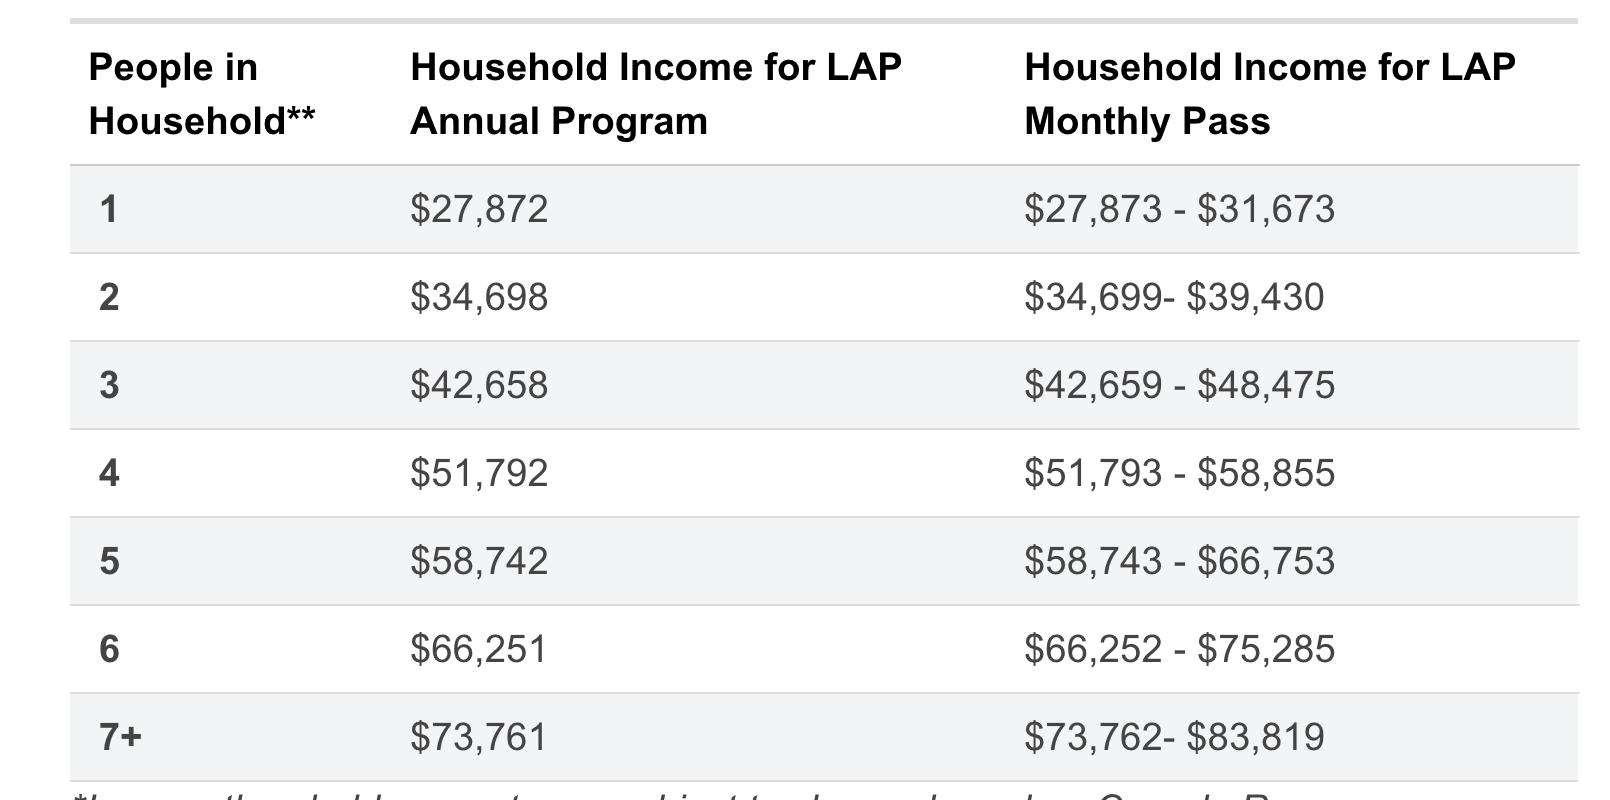 People in Household** Household Income for LAP Annual Program Household Income for LAP Monthly Pass
1 $27,872 $27,873 - $31,673
2 $34,698 $34,699- $39,430
3 $42,658 $42,659 - $48,475
4 $51,792 $51,793 - $58,855
5 $58,742 $58,743 - $66,753
6 $66,251 $66,252 - $75,285
7+ $73,761 $73,762- $83,819